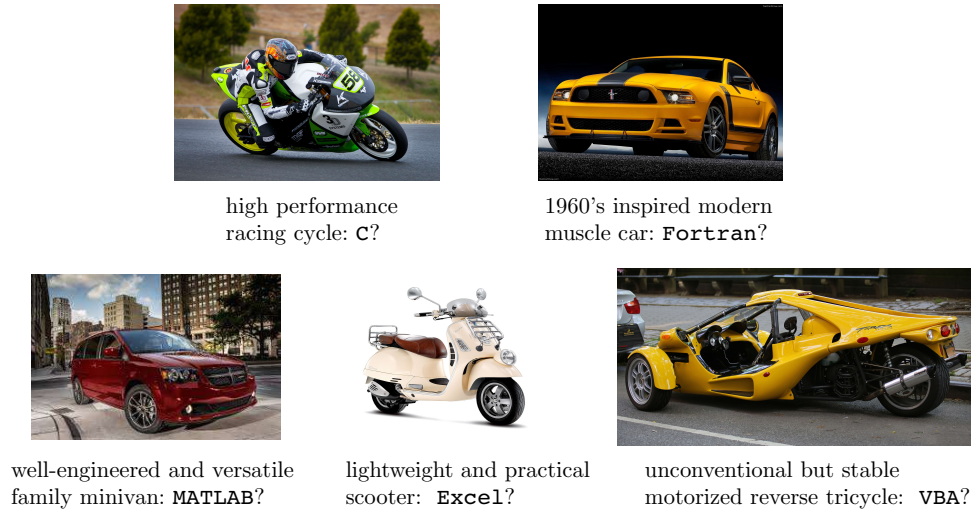 58
high performance
racing cycle: C?
1960's inspired modern
muscle car: Fortran?
well-engineered and versatile
family minivan: MATLAB?
lightweight and practical
scooter: Excel?
unconventional but stable
motorized reverse tricycle: VBA?